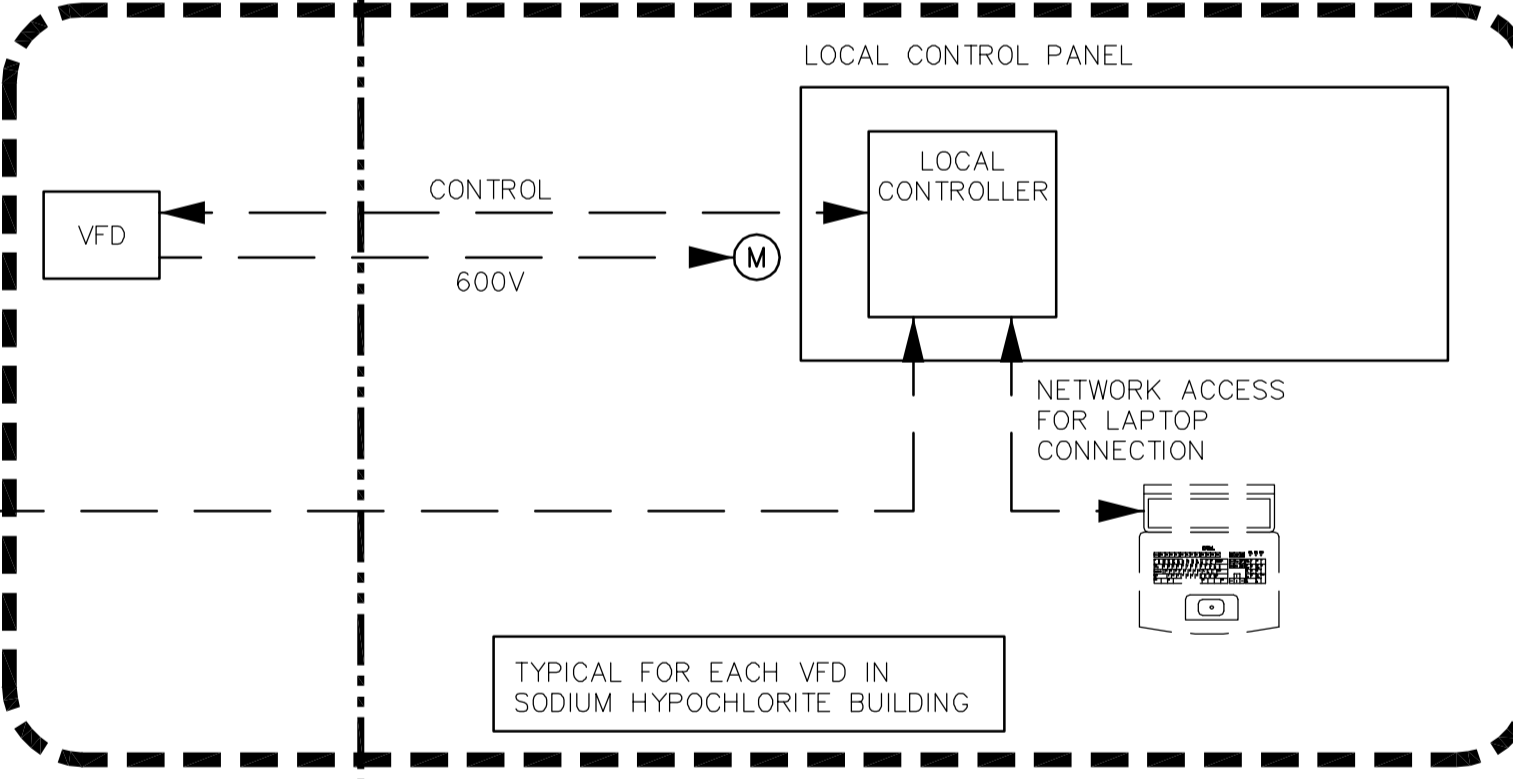 LOCAL CONTROL PANEL
LOCAL
CONTROLLER
CONTROL
VFD
M
600V
NETWORK ACCESS
FOR LAPTOP
CONNECTION
TYPICAL FOR EACH VFD IN
SODIUM HYPOCHLORITE BUILDING